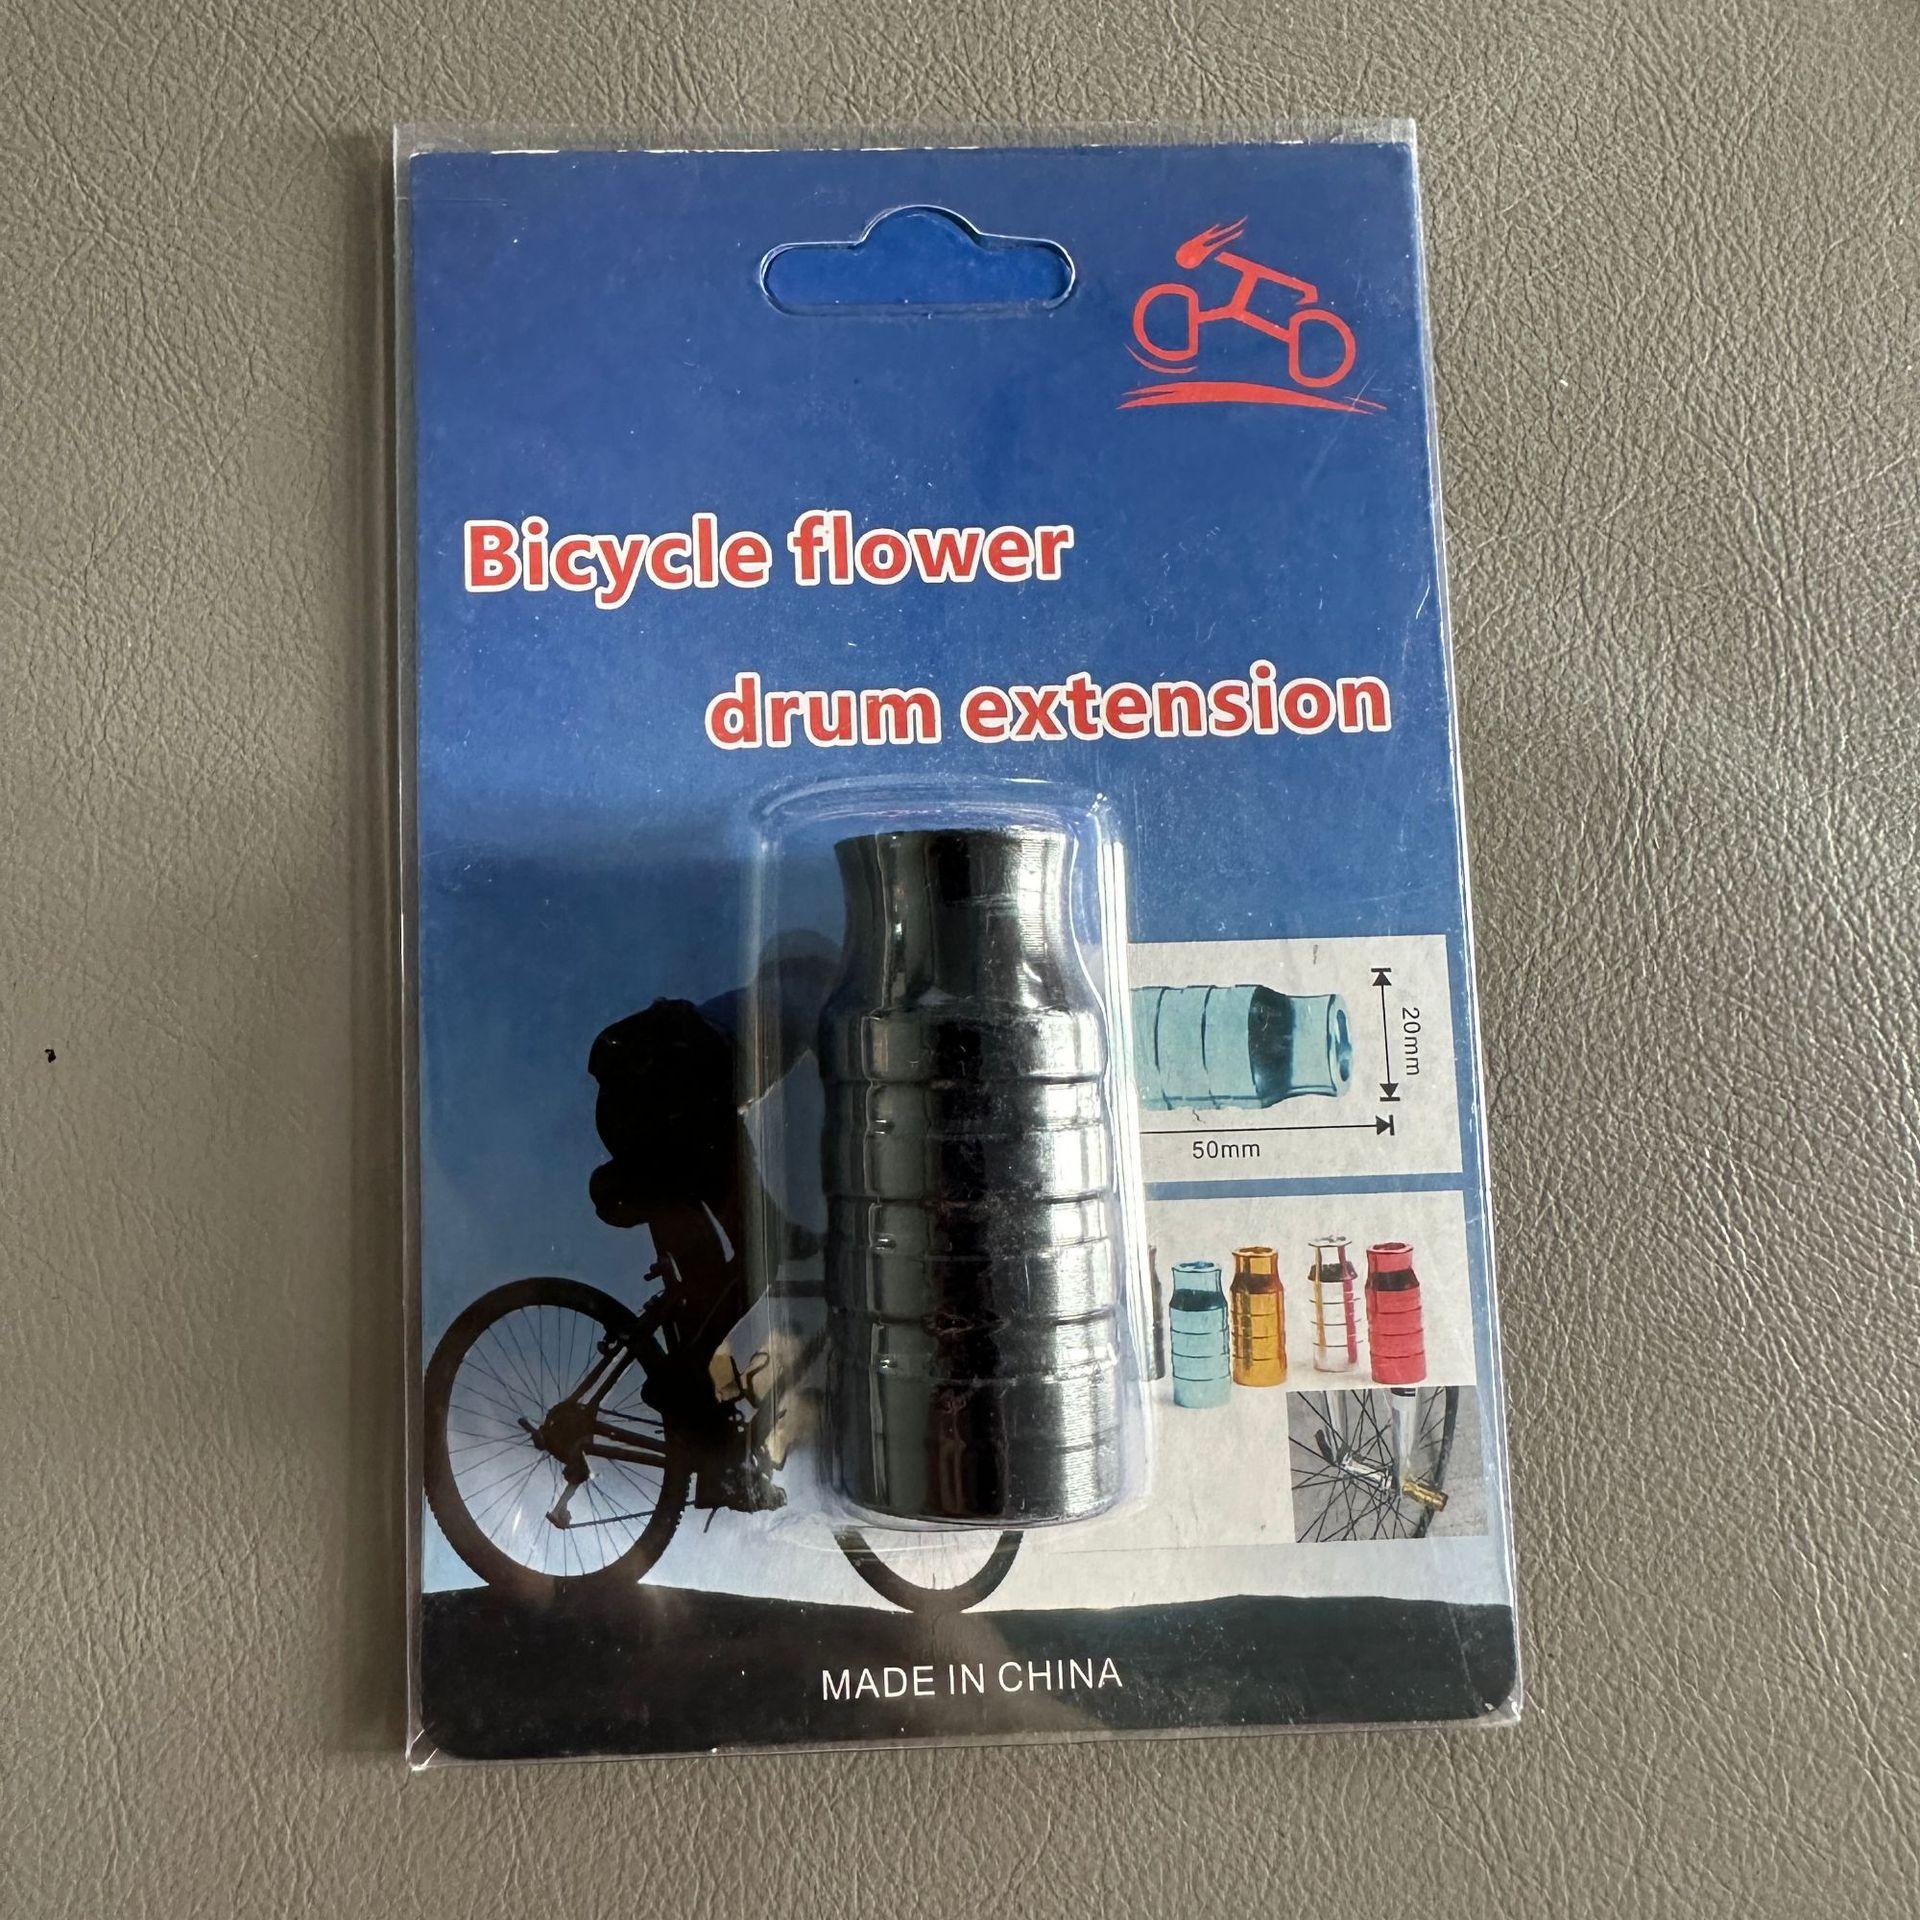 Bicycle flower
drum extension
20mm
50mm
MADE IN CHINA